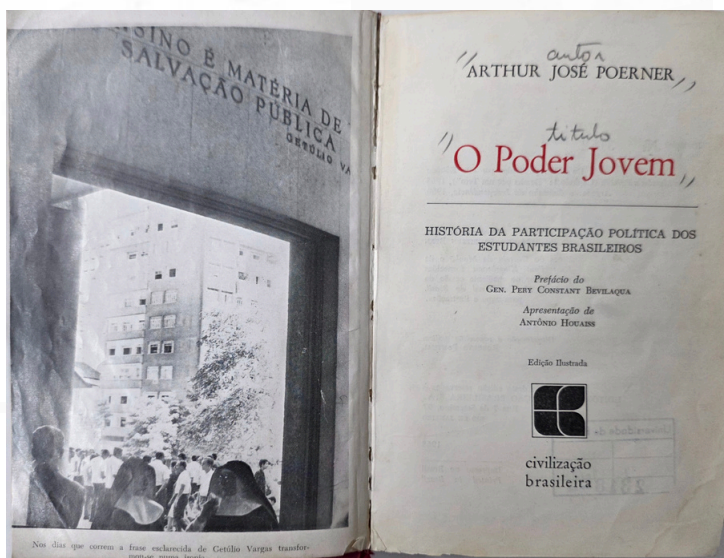 ENSINO É MATÉRIA DE
SALVAÇÃO PÚBLICA
GETÚLIO VA
Nos dias que correm a frase esclarecida de Getúlio Vargas transfor-
autor
"ARTHUR JOSÉ POERNER"
titulo
"O Poder Jovem"
HISTÓRIA DA PARTICIPAÇÃO POLÍTICA DOS
ESTUDANTES BRASILEIROS
Prefácio do
GEN. PERY CONSTANT BEVILAQUA
Apresentação de
ANTÔNIO HOUAISS
Edição Ilustrada
civilização
brasileira